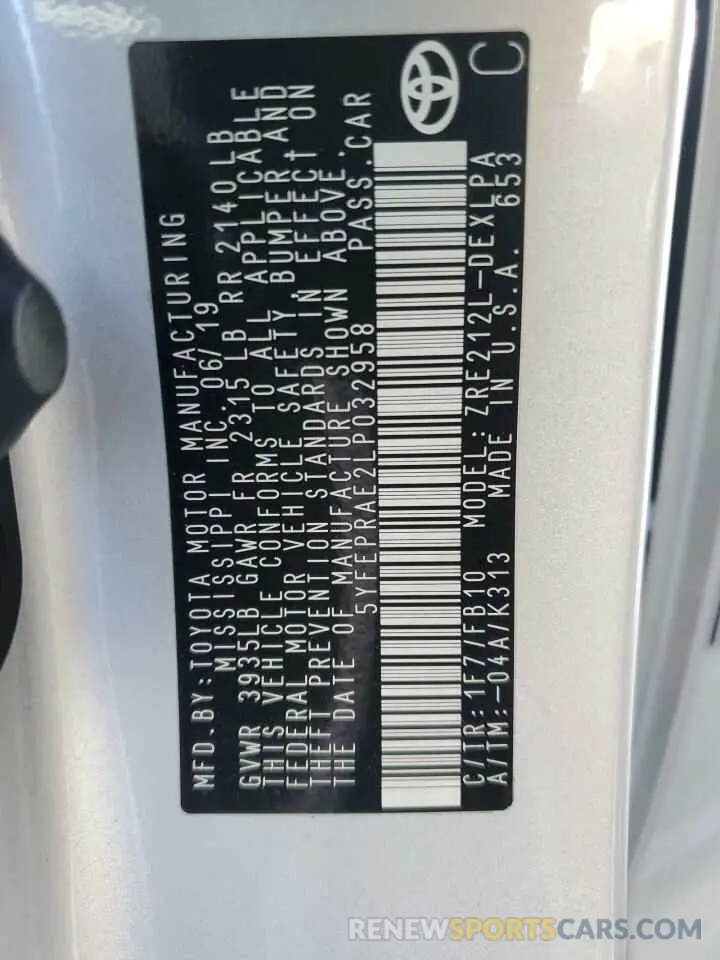 MFD.BY:TOYOTA MOTOR MANUFACTURING
MISSISSIPPI INC. 06/19
GVWR 3935LB GAWR FR 2315 LB RR 2140LB
THIS VEHICLE CONFORMS TO ALL APPLICABLE
FEDERAL MOTOR VEHICLE SAFETY, BUMPER AND
THEFT PREVENTION STANDARDS IN EFFECT ON
THE DATE OF MANUFACTURE SHOWN ABOVE.
5YFEPRAE2LP032958 PASS.CAR
C/TR:1F7/FB10 MODEL:ZRE212L-DEXLPA
A/TM:-04A/K313 MADE IN U.S.A. 653
C
RENEWSPORTSCARS.COM